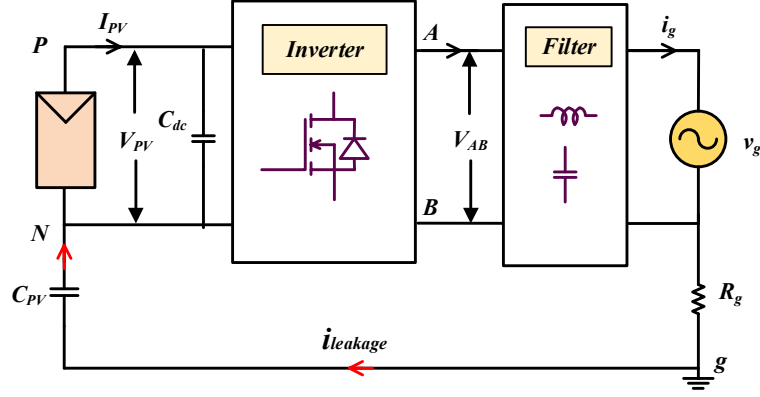 I_PV
P
Inverter
A
Filter
i_g
C_dc
V_PV
V_AB
v_g
N
B
C_PV
R_g
i_leakage
g